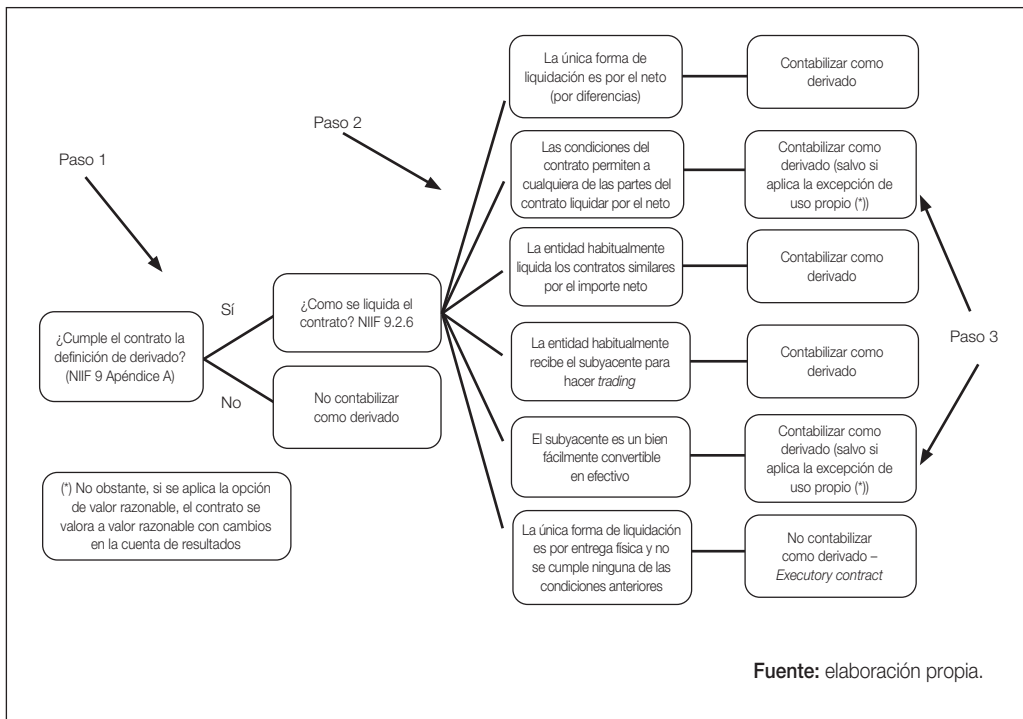 Paso 1
¿Cumple el contrato la
definición de derivado?
(NIIF 9 Apéndice A)
Sí
No
¿Como se liquida el
contrato? NIIF 9.2.6
No contabilizar
como derivado
(*) No obstante, si se aplica la opción
de valor razonable, el contrato se
valora a valor razonable con cambios
en la cuenta de resultados
Paso 2
La única forma de
liquidación es por el neto
(por diferencias)
Contabilizar como
derivado
Las condiciones del
contrato permiten a
cualquiera de las partes del
contrato liquidar por el neto
Contabilizar como
derivado (salvo si
aplica la excepción de
uso propio (*))
La entidad habitualmente
liquida los contratos similares
por el importe neto
Contabilizar como
derivado
La entidad habitualmente
recibe el subyacente para
hacer trading
Contabilizar como
derivado
El subyacente es un bien
fácilmente convertible
en efectivo
Contabilizar como
derivado (salvo si
aplica la excepción de
uso propio (*))
La única forma de liquidación
es por entrega física y no
se cumple ninguna de las
condiciones anteriores
No contabilizar
como derivado –
Executory contract
Paso 3
Fuente: elaboración propia.